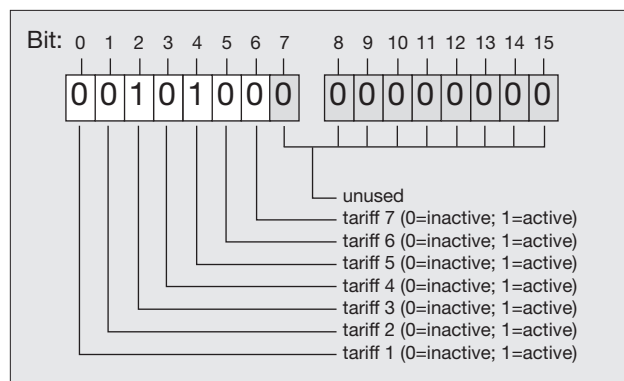 Bit: 0 1 2 3 4 5 6 7 8 9 10 11 12 13 14 15
0 0 1 0 1 0 0 0 0 0 0 0 0 0 0 0
unused
tariff 7 (0=inactive; 1=active)
tariff 6 (0=inactive; 1=active)
tariff 5 (0=inactive; 1=active)
tariff 4 (0=inactive; 1=active)
tariff 3 (0=inactive; 1=active)
tariff 2 (0=inactive; 1=active)
tariff 1 (0=inactive; 1=active)